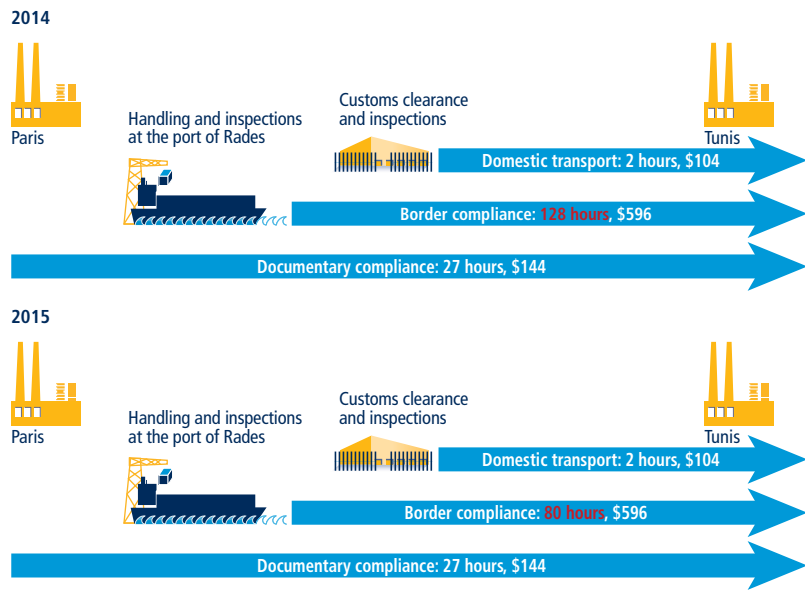 2014
Paris
Handling and inspections
at the port of Rades
Customs clearance
and inspections
Tunis
Domestic transport: 2 hours, $104
Border compliance: 128 hours, $596
Documentary compliance: 27 hours, $144
2015
Paris
Handling and inspections
at the port of Rades
Customs clearance
and inspections
Tunis
Domestic transport: 2 hours, $104
Border compliance: 80 hours, $596
Documentary compliance: 27 hours, $144